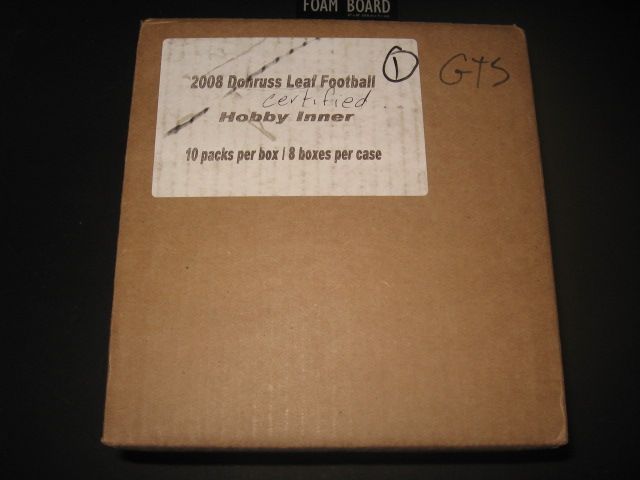 FOAM BOARD
2008 Donruss Leaf Football
certified
Hobby Inner
10 packs per box / 8 boxes per case
1
GTS